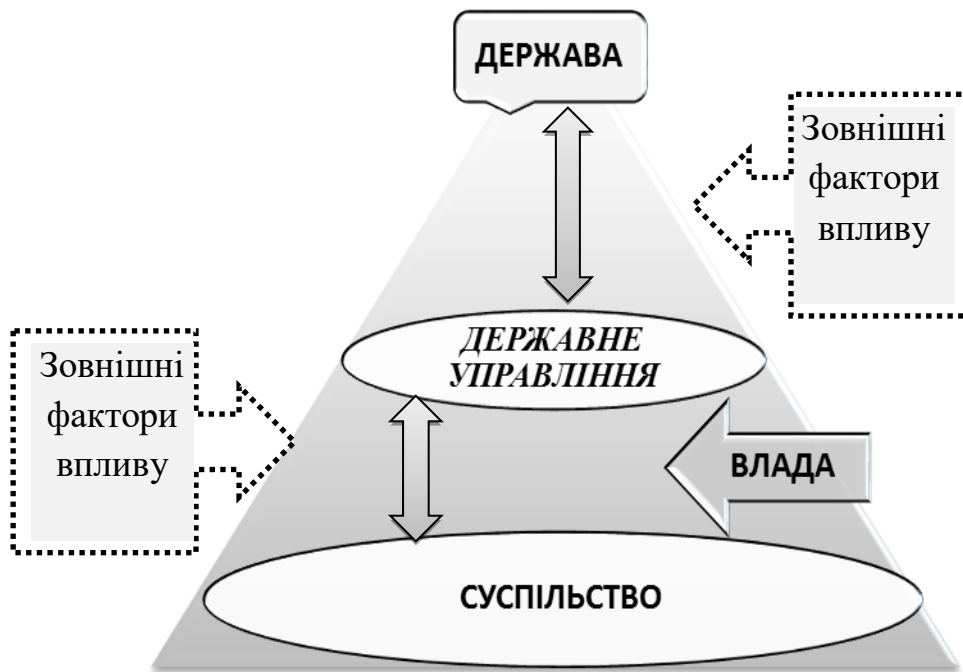 ДЕРЖАВА
Зовнішні
фактори
впливу
ДЕРЖАВНЕ
УПРАВЛІННЯ
Зовнішні
фактори
впливу
ВЛАДА
СУСПІЛЬСТВО